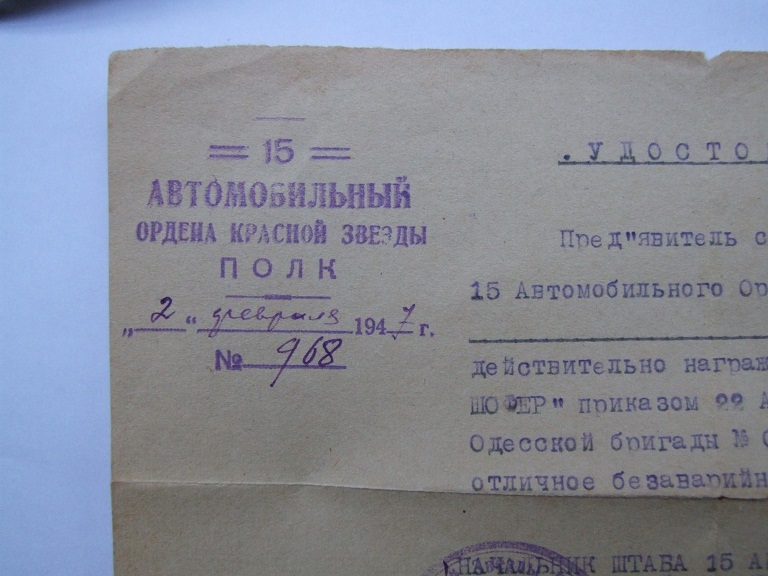 = 15 =
АВТОМОБИЛЬНЫЙ
ОРДЕНА КРАСНОЙ ЗВЕЗДЫ
ПОЛК
„ 2 “ февраля 1947 г.
№ 968
.УДОСТО
Пред"явитель с
15 Автомобильного Ор
действительно награж
ШОФЕР" приказом 22 А
Одесской бригады №
отличное безаварийн
НАЧАЛЬНИК ШТАБА 15 А